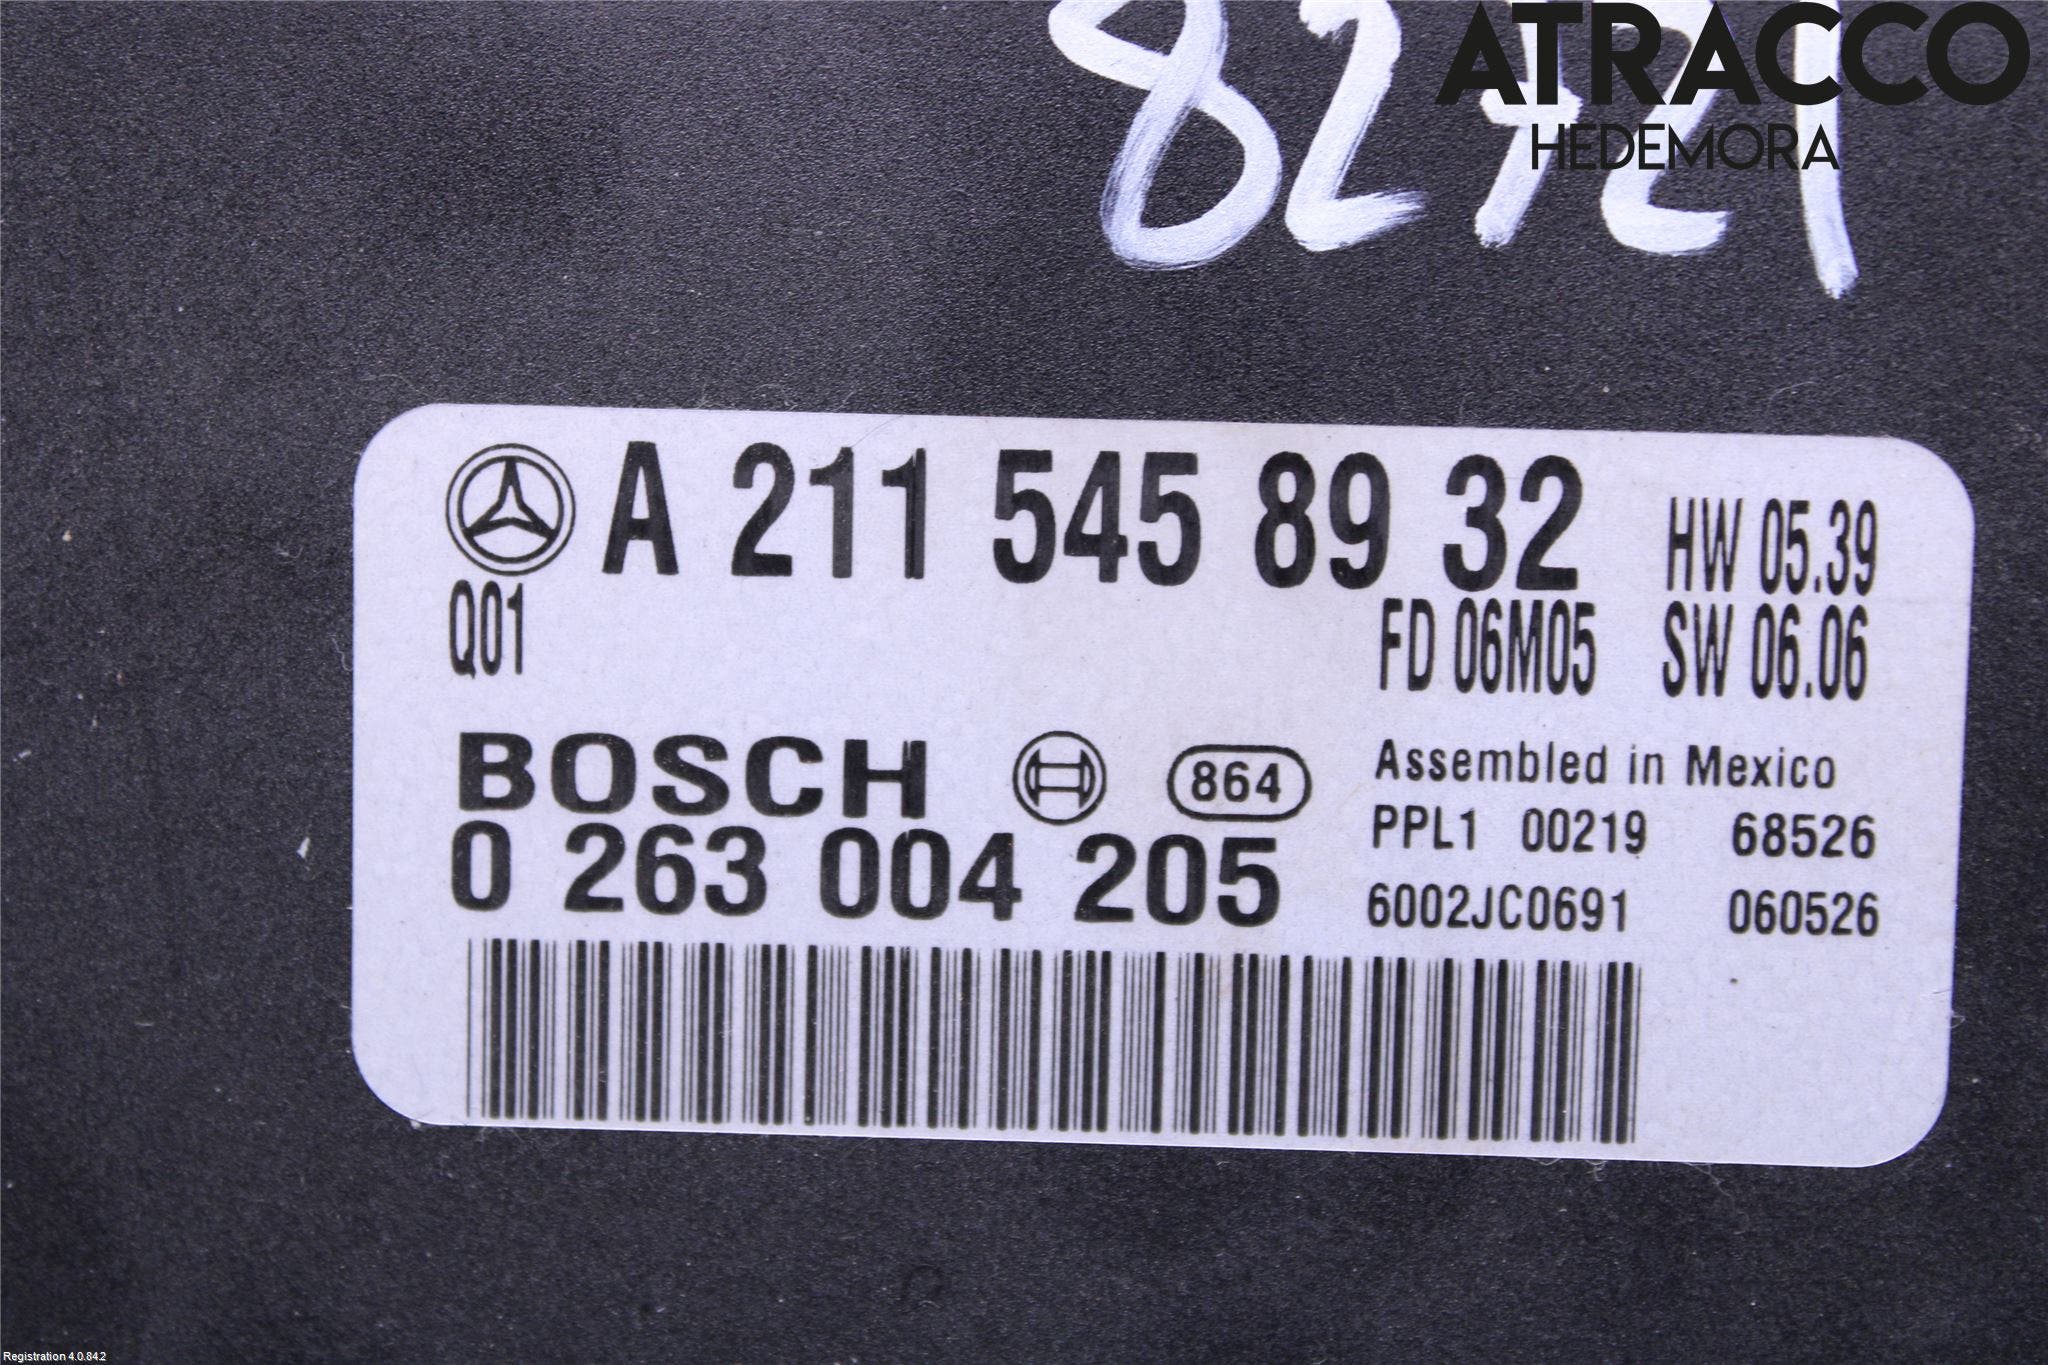 ATRACCO
HEDEMORA
82721
A 211 545 89 32
HW 05.39
Q01
FD 06M05 SW 06.06
BOSCH 864
Assembled in Mexico
0 263 004 205
PPL1 00219 68526
6002JC0691 060526
Registration 4.0.84.2